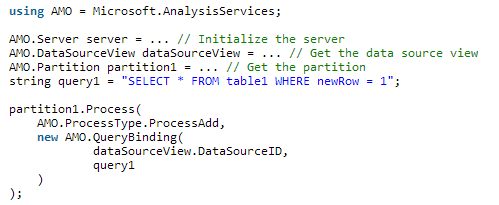 using AMO = Microsoft.AnalysisServices;
AMO.Server server = ... // Initialize the server
AMO.DataSourceView dataSourceView = ... // Get the data source view
AMO.Partition partition1 = ... // Get the partition
string query1 = "SELECT * FROM table1 WHERE newRow = 1";
partition1.Process(
    AMO.ProcessType.ProcessAdd,
    new AMO.QueryBinding(
            dataSourceView.DataSourceID,
            query1
    )
);